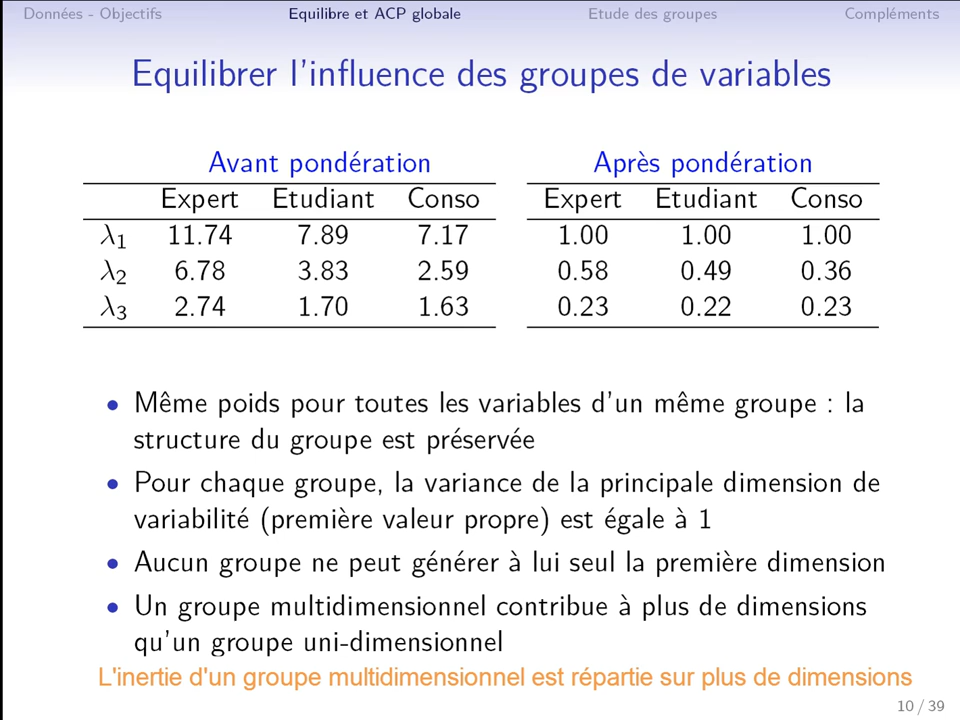 Données - Objectifs Equilibre et ACP globale Etude des groupes Compléments
Equilibrer l'influence des groupes de variables
Avant pondération Après pondération
Expert Etudiant Conso Expert Etudiant Conso
λ1 11.74 7.89 7.17 1.00 1.00 1.00
λ2 6.78 3.83 2.59 0.58 0.49 0.36
λ3 2.74 1.70 1.63 0.23 0.22 0.23
• Même poids pour toutes les variables d'un même groupe : la
structure du groupe est préservée
• Pour chaque groupe, la variance de la principale dimension de
variabilité (première valeur propre) est égale à 1
• Aucun groupe ne peut générer à lui seul la première dimension
• Un groupe multidimensionnel contribue à plus de dimensions
qu'un groupe uni-dimensionnel
L'inertie d'un groupe multidimensionnel est répartie sur plus de dimensions
10 / 39